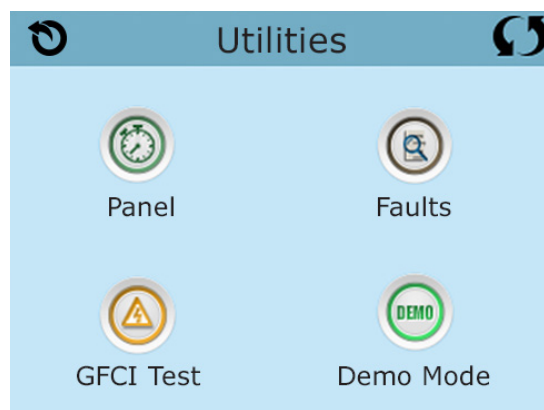 Utilities
Panel
Faults
DEMO
GFCI Test
Demo Mode